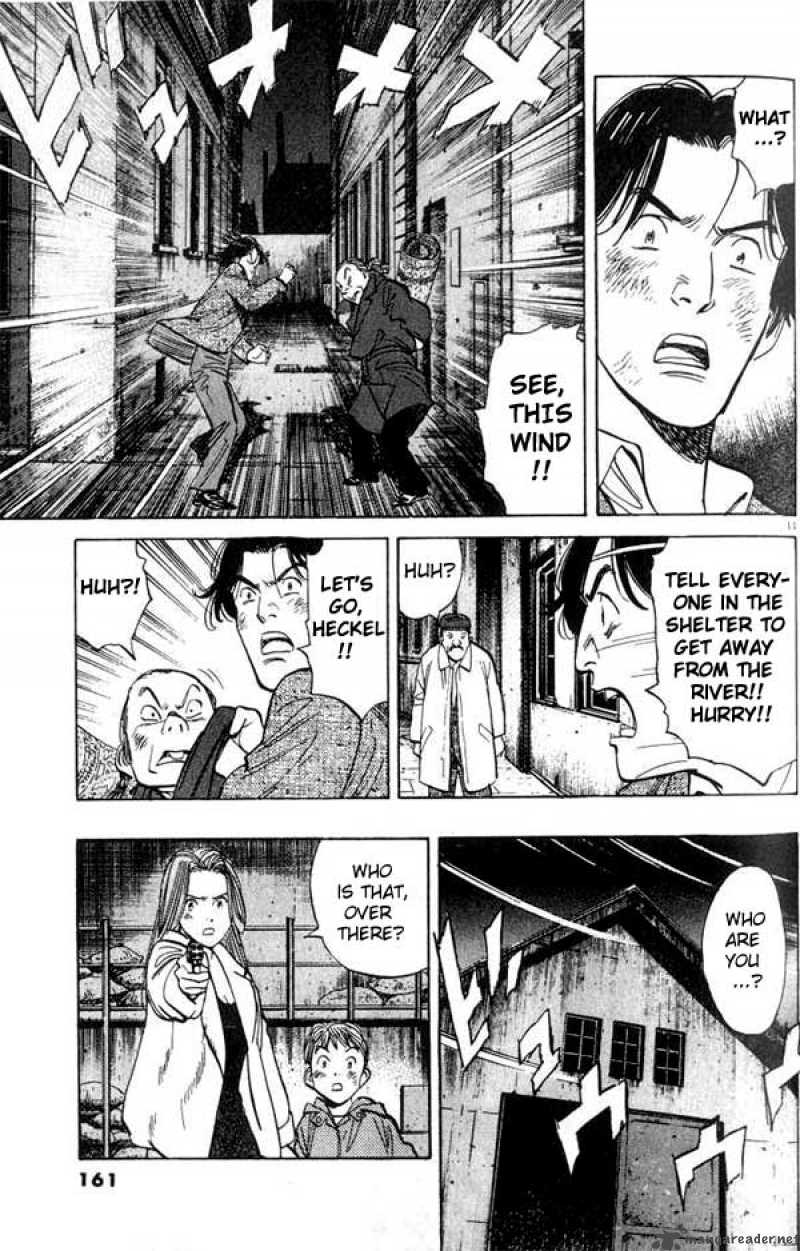 WHAT
...?
SEE,
THIS
WIND
!!
11
TELL EVERY-
ONE IN THE
SHELTER TO
GET AWAY
FROM THE
RIVER!!
HURRY!!
HUH?
LET'S
GO,
HECKEL
!!
HUH?!
WHO
ARE
YOU
...?
WHO
IS THAT,
OVER
THERE?
161
mangareader.net